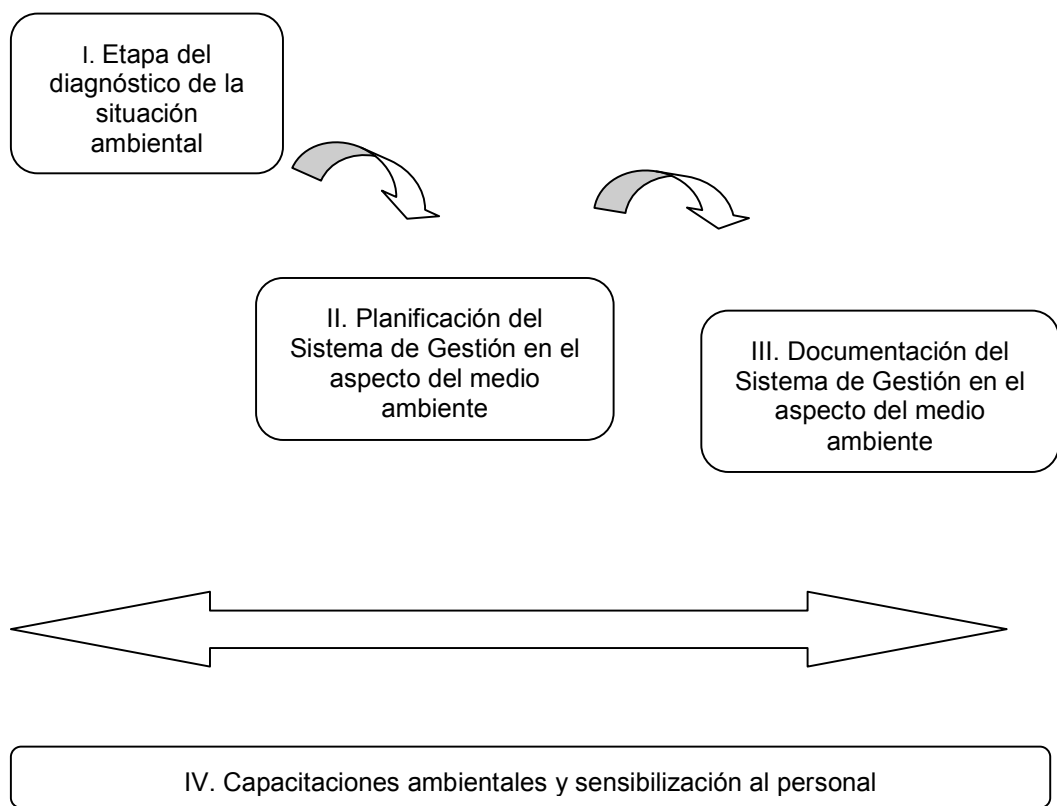 I. Etapa del
diagnóstico de la
situación
ambiental
II. Planificación del
Sistema de Gestión en el
aspecto del medio
ambiente
III. Documentación del
Sistema de Gestión en el
aspecto del medio
ambiente
IV. Capacitaciones ambientales y sensibilización al personal